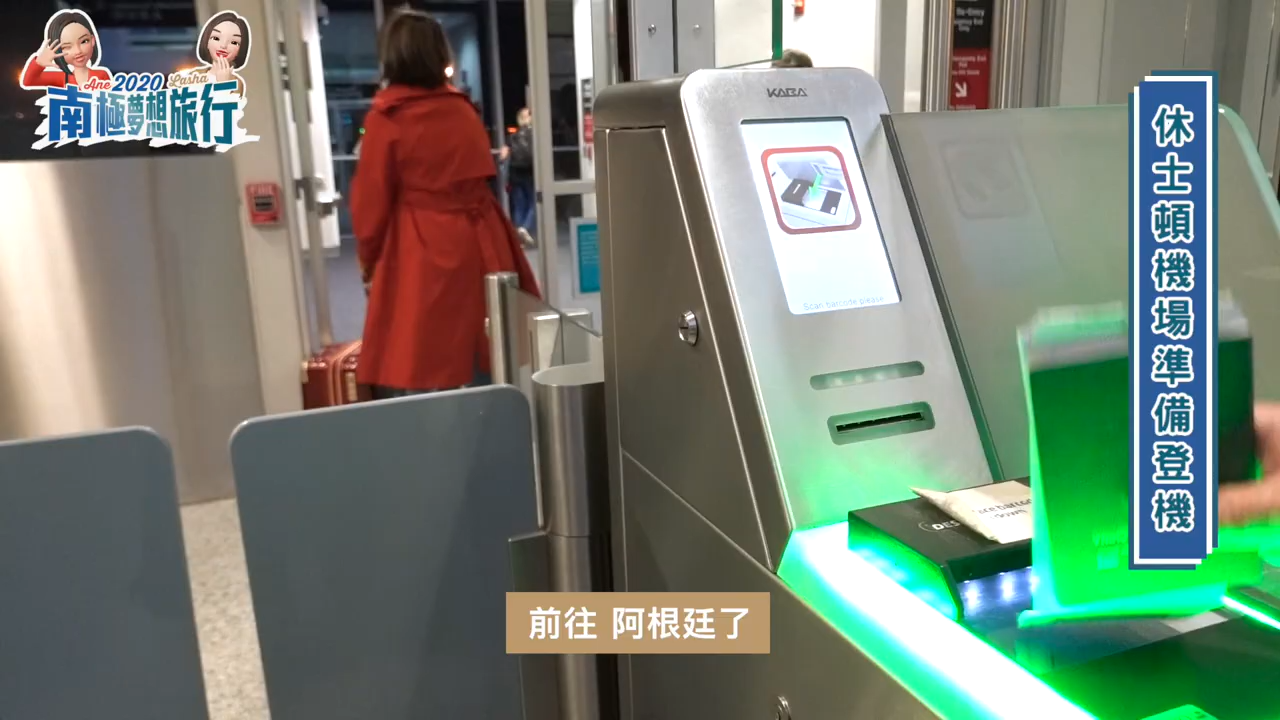 Ane 2020 Lasha
南極夢想旅行
休士頓機場準備登機
KABA
Scan barcode please
FIRE
前往 阿根廷了